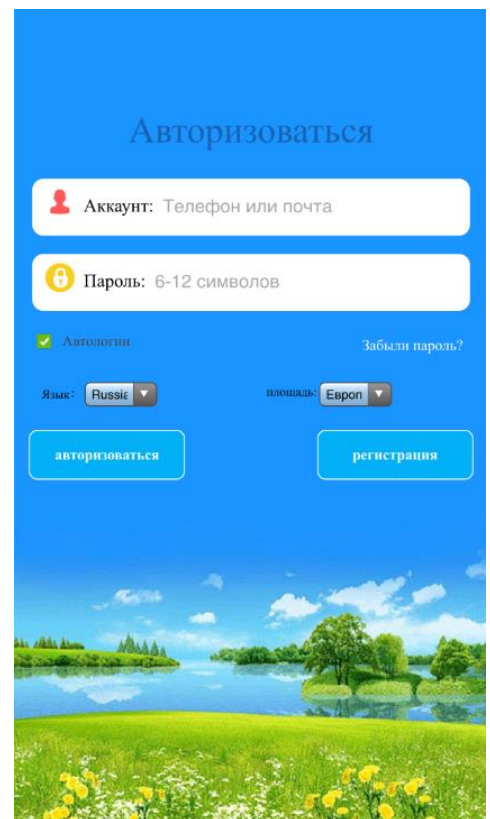 Авторизоваться
Аккаунт: Телефон или почта
Пароль: 6-12 символов
Автологин Забыли пароль?
Язык: Russia площадь: Европ
авторизоваться регистрация